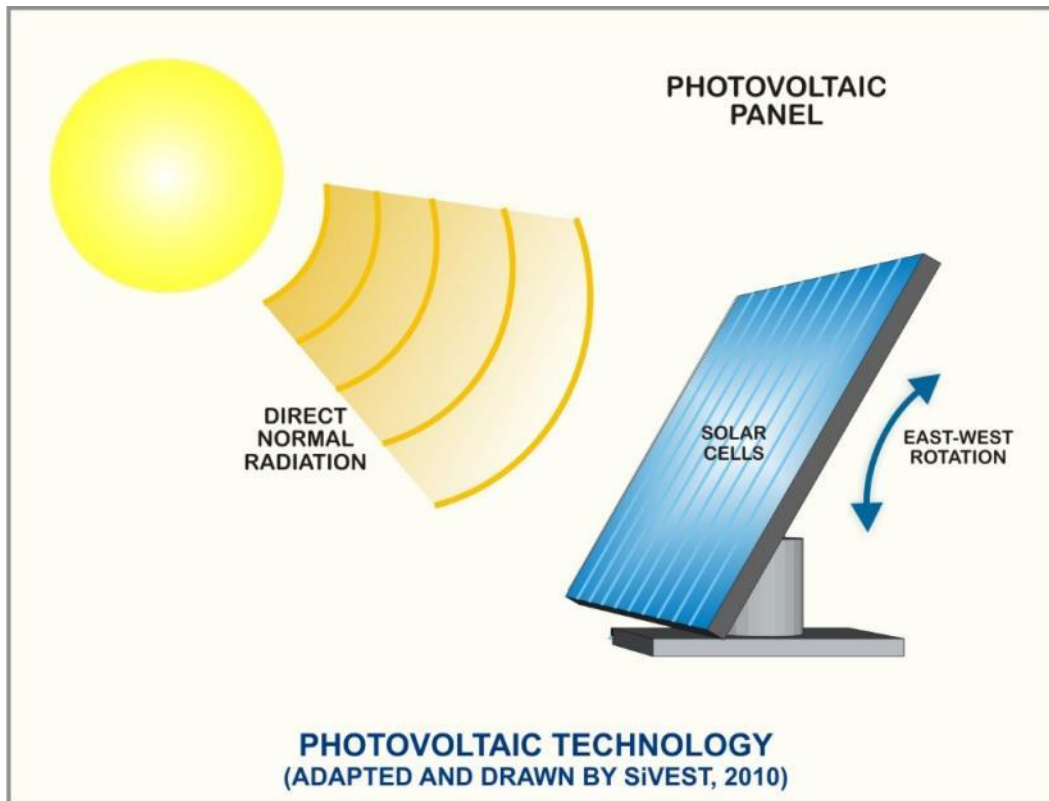 PHOTOVOLTAIC
PANEL
DIRECT
NORMAL
RADIATION
SOLAR
CELLS
EAST-WEST
ROTATION
PHOTOVOLTAIC TECHNOLOGY
(ADAPTED AND DRAWN BY SiVEST, 2010)